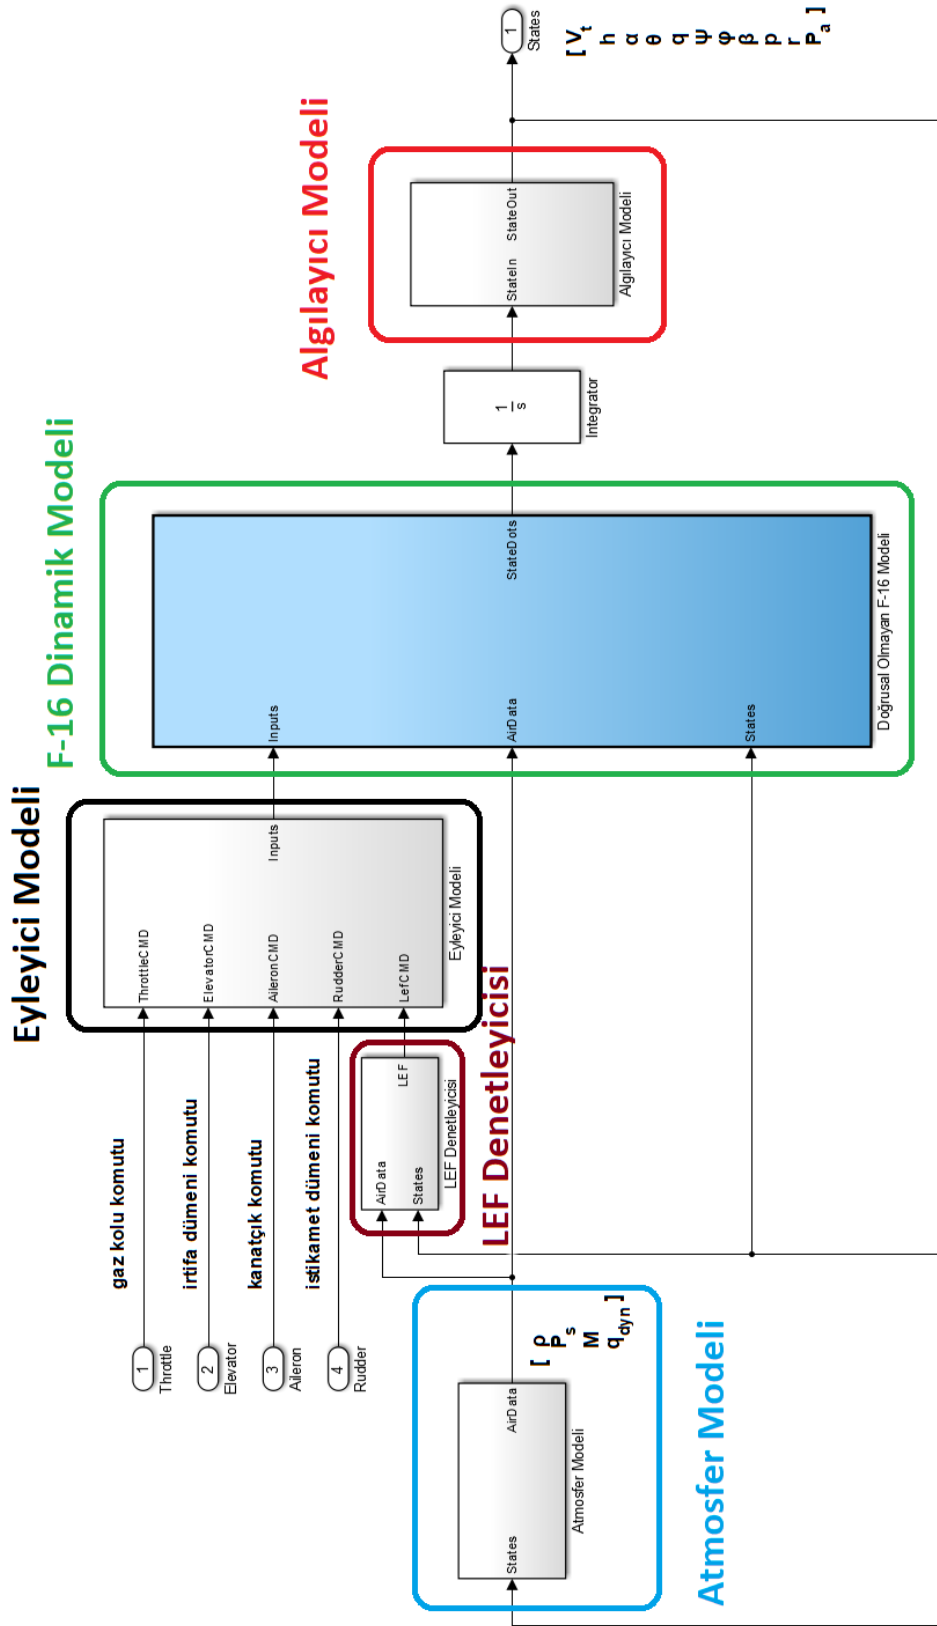 Eyleyici Modeli
F-16 Dinamik Modeli
Algılayıcı Modeli
gaz kolu komutu
irtifa dümeni komutu
kanatçık komutu
istikamet dümeni komutu
1
Throttle
2
Elevator
3
Aileron
4
Rudder
ThrottleCMD
ElevatorCMD
AileronCMD
RudderCMD
LefCMD
Inputs
Eyleyici Modeli
AirData
States
LEF
LEF Denetleyicisi
LEF Denetleyicisi
States
AirData
Atmosfer Modeli
[ ρ
Ps
M
qdyn ]
Atmosfer Modeli
Inputs
AirData
States
StateDots
Doğrusal Olmayan F-16 Modeli
1
s
Integrator
StateIn
StateOut
Algılayıcı Modeli
1
States
[ Vt
h
α
θ
q
Ψ
φ
β
p
r
Pa ]